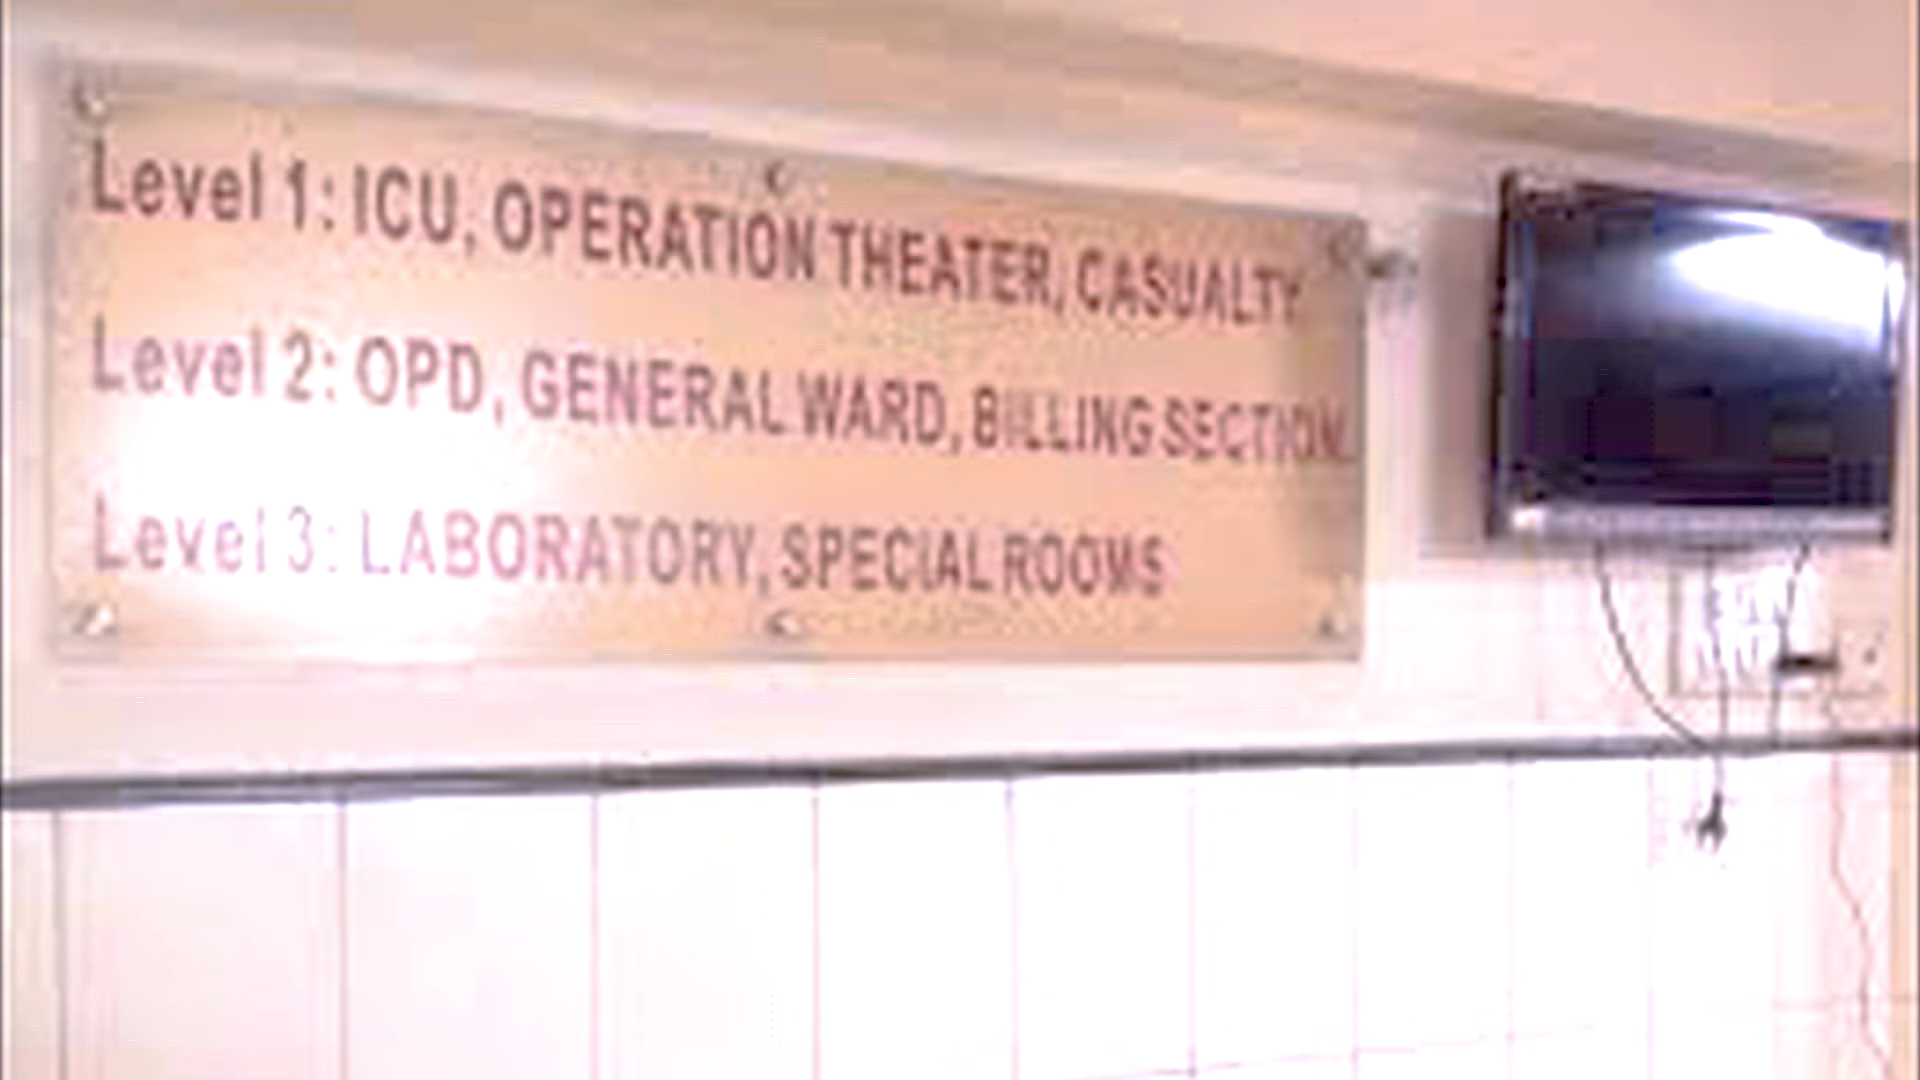 Level 1: ICU, OPERATION THEATER, CASUALTY
Level 2: OPD, GENERAL WARD, BILLING SECTION.
Level 3: LABORATORY, SPECIAL ROOMS